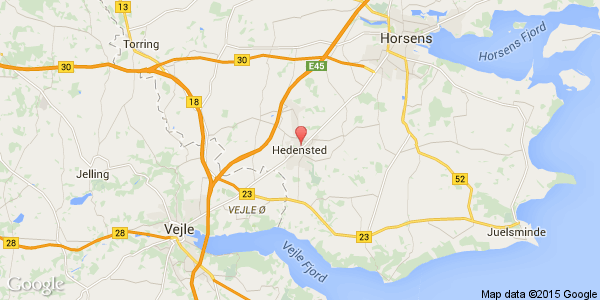 13
Torring
Horsens
Horsens Fjord
30
30
E45
18
Hedensted
Jelling
52
23
VEJLE Ø
Vejle
28
28
23
Juelsminde
Vejle Fjord
Google
Map data ©2015 Google